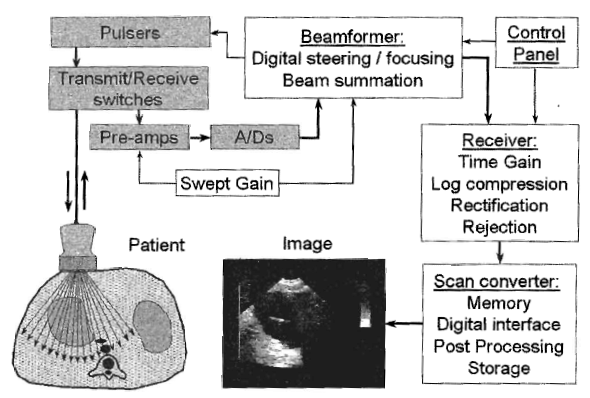 Pulsers
Beamformer:
Digital steering / focusing
Beam summation
Control
Panel
Transmit/Receive
switches
Pre-amps
A/Ds
Swept Gain
Receiver:
Time Gain
Log compression
Rectification
Rejection
Patient
Image
Scan converter:
Memory
Digital interface
Post Processing
Storage